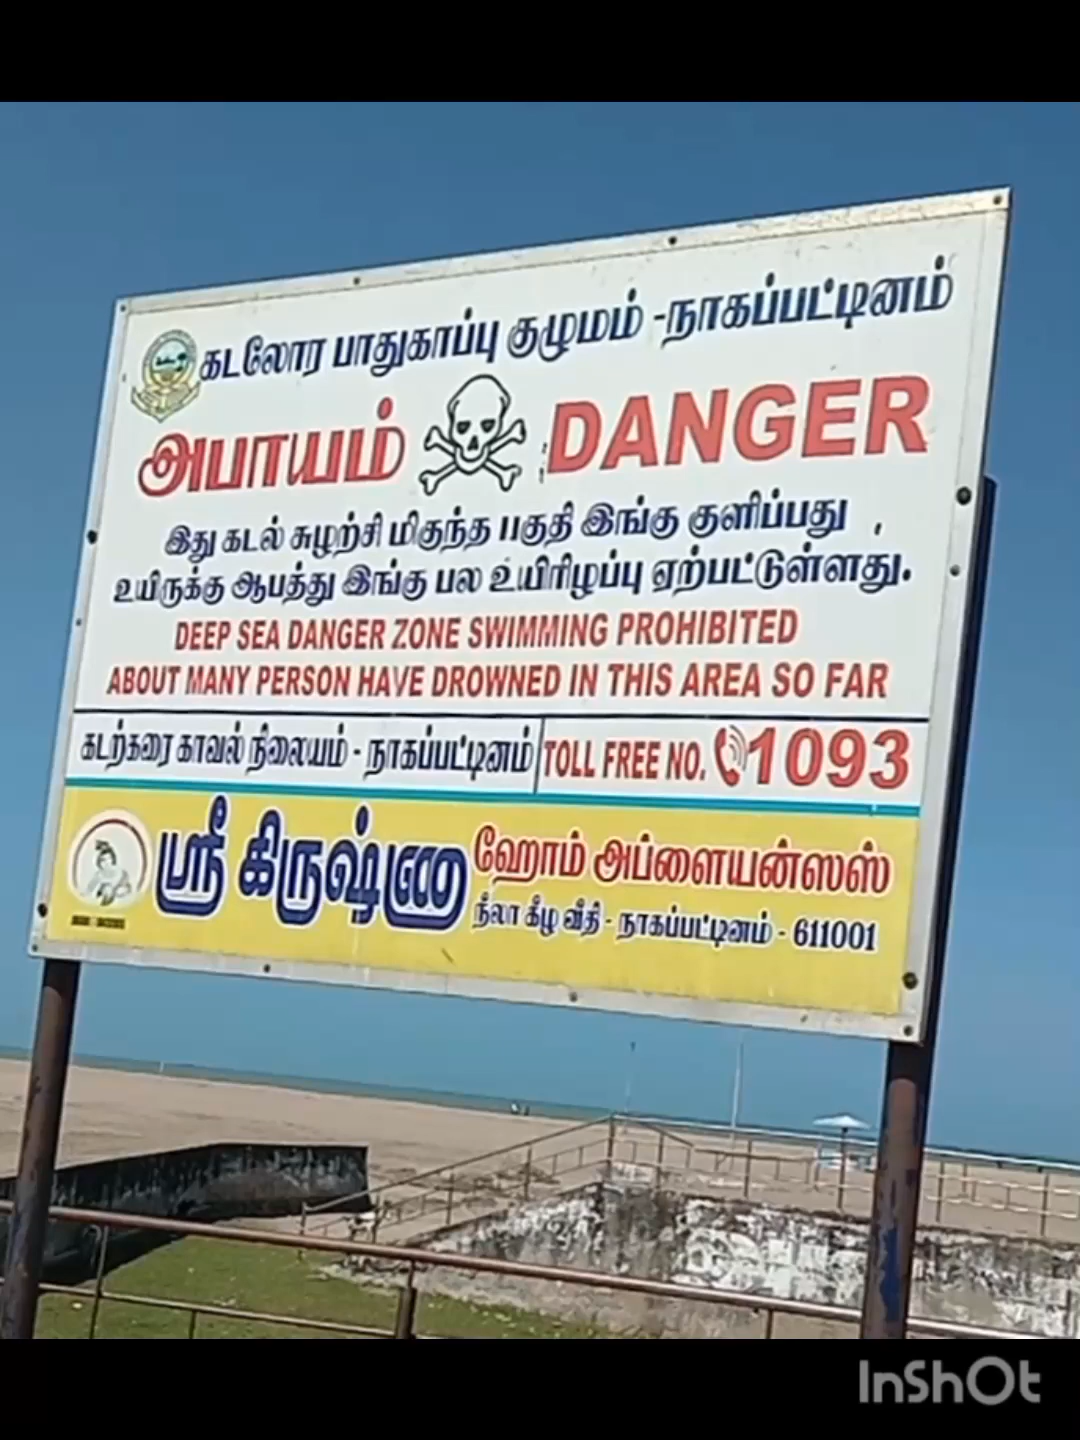 கடலோர பாதுகாப்பு குழுமம் - நாகப்பட்டினம்
அபாயம் DANGER
இது கடல் சுழற்சி மிகுந்த பகுதி இங்கு குளிப்பது
உயிருக்கு ஆபத்து இங்கு பல உயிரிழப்பு ஏற்பட்டுள்ளது.
DEEP SEA DANGER ZONE SWIMMING PROHIBITED
ABOUT MANY PERSON HAVE DROWNED IN THIS AREA SO FAR
கடற்கரை காவல் நிலையம் - நாகப்பட்டினம் TOLL FREE NO. 1093
ஸ்ரீ கிருஷ்ணா ஹோம் அப்ளையன்ஸஸ்
நீலா கீழ வீதி - நாகப்பட்டினம் - 611001
InShOt